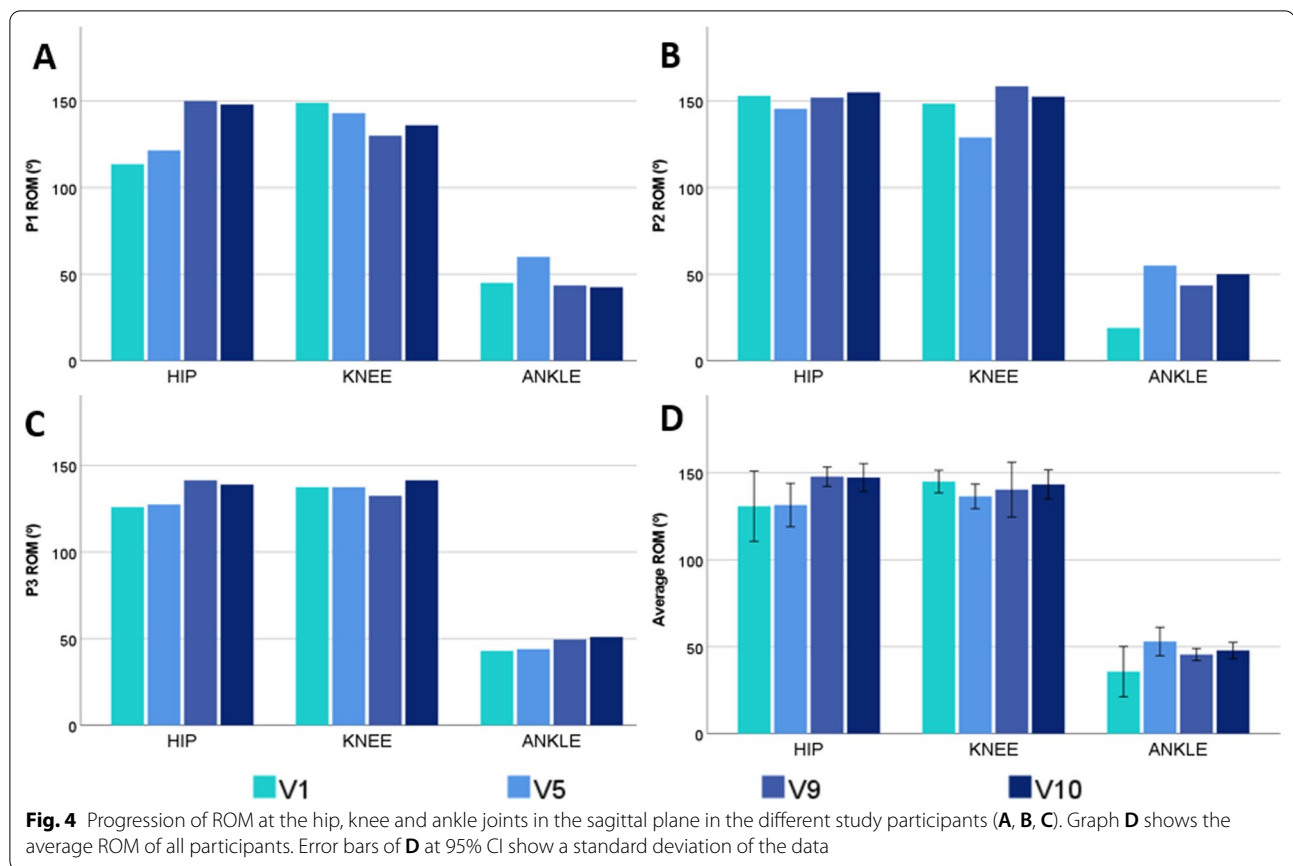 A
P1 ROM (º)
150
100
50
0
HIP KNEE ANKLE
B
P2 ROM (º)
150
100
50
0
HIP KNEE ANKLE
C
P3 ROM (º)
150
100
50
0
HIP KNEE ANKLE
D
Average ROM (º)
150
100
50
0
HIP KNEE ANKLE
V1 V5 V9 V10
Fig. 4 Progression of ROM at the hip, knee and ankle joints in the sagittal plane in the different study participants (A, B, C). Graph D shows the
average ROM of all participants. Error bars of D at 95% CI show a standard deviation of the data